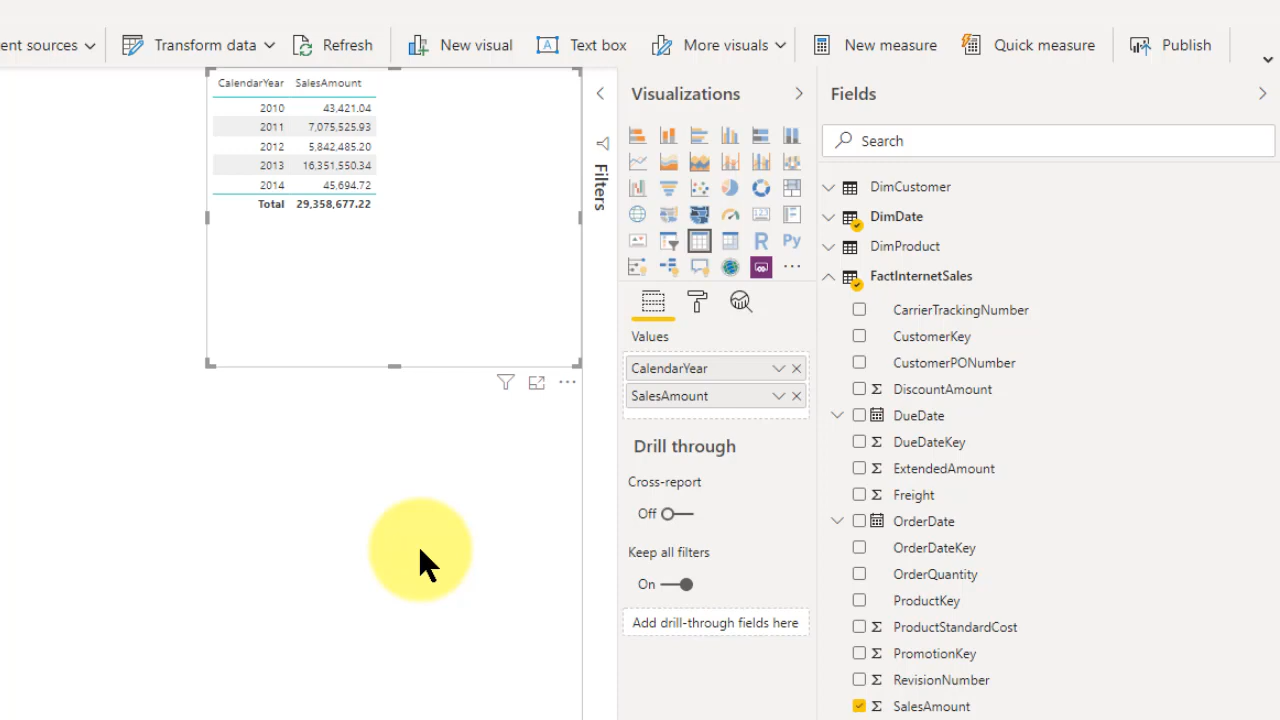 ent sources Transform data Refresh New visual Text box More visuals New measure Quick measure Publish
CalendarYear SalesAmount
2010 43,421.04
2011 7,075,525.93
2012 5,842,485.20
2013 16,351,550.34
2014 45,694.72
Total 29,358,677.22
Filters
Visualizations
R Py
Values
CalendarYear
SalesAmount
Drill through
Cross-report
Off
Keep all filters
On
Add drill-through fields here
Fields
Search
DimCustomer
DimDate
DimProduct
FactInternetSales
CarrierTrackingNumber
CustomerKey
CustomerPONumber
Σ DiscountAmount
DueDate
Σ DueDateKey
Σ ExtendedAmount
Σ Freight
OrderDate
OrderDateKey
OrderQuantity
ProductKey
Σ ProductStandardCost
Σ PromotionKey
Σ RevisionNumber
Σ SalesAmount